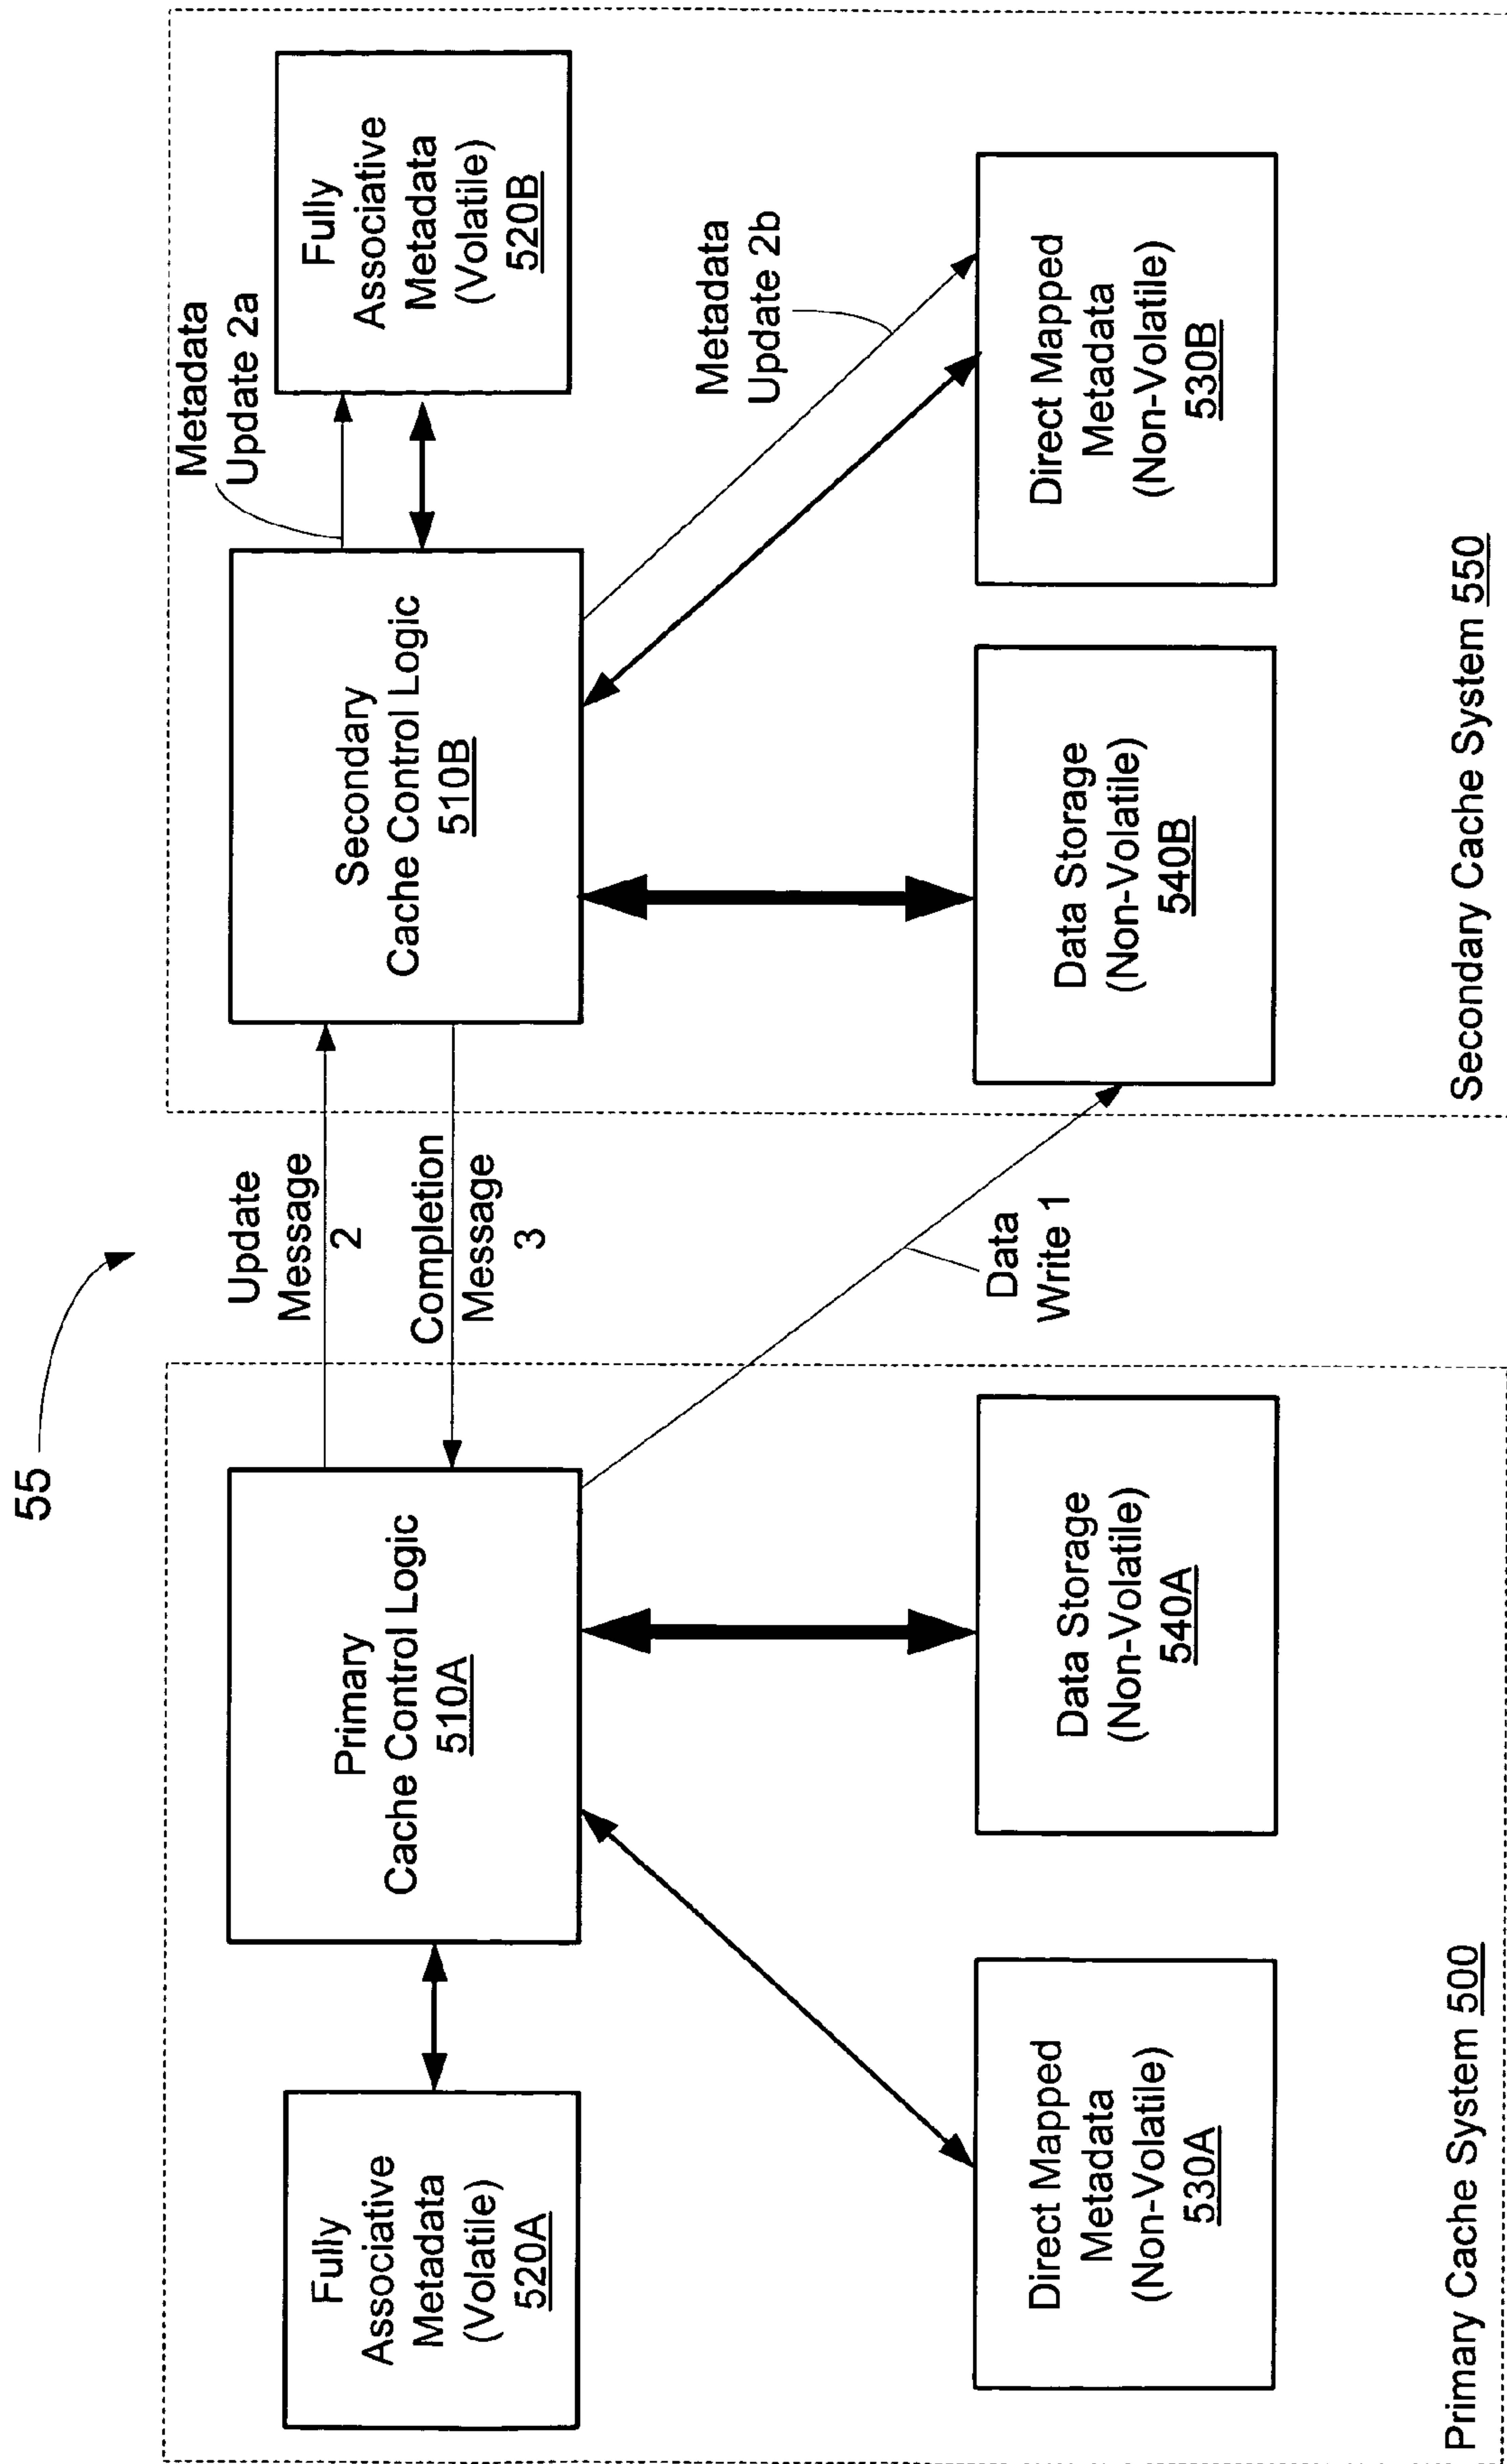 55
Fully
Associative
Metadata
(Volatile)
520A
Primary
Cache Control Logic
510A
Direct Mapped
Metadata
(Non-Volatile)
530A
Data Storage
(Non-Volatile)
540A
Primary Cache System 500
Update
Message
2
Completion
Message
3
Data
Write 1
Secondary
Cache Control Logic
510B
Metadata
Update 2a
Fully
Associative
Metadata
(Volatile)
520B
Metadata
Update 2b
Data Storage
(Non-Volatile)
540B
Direct Mapped
Metadata
(Non-Volatile)
530B
Secondary Cache System 550